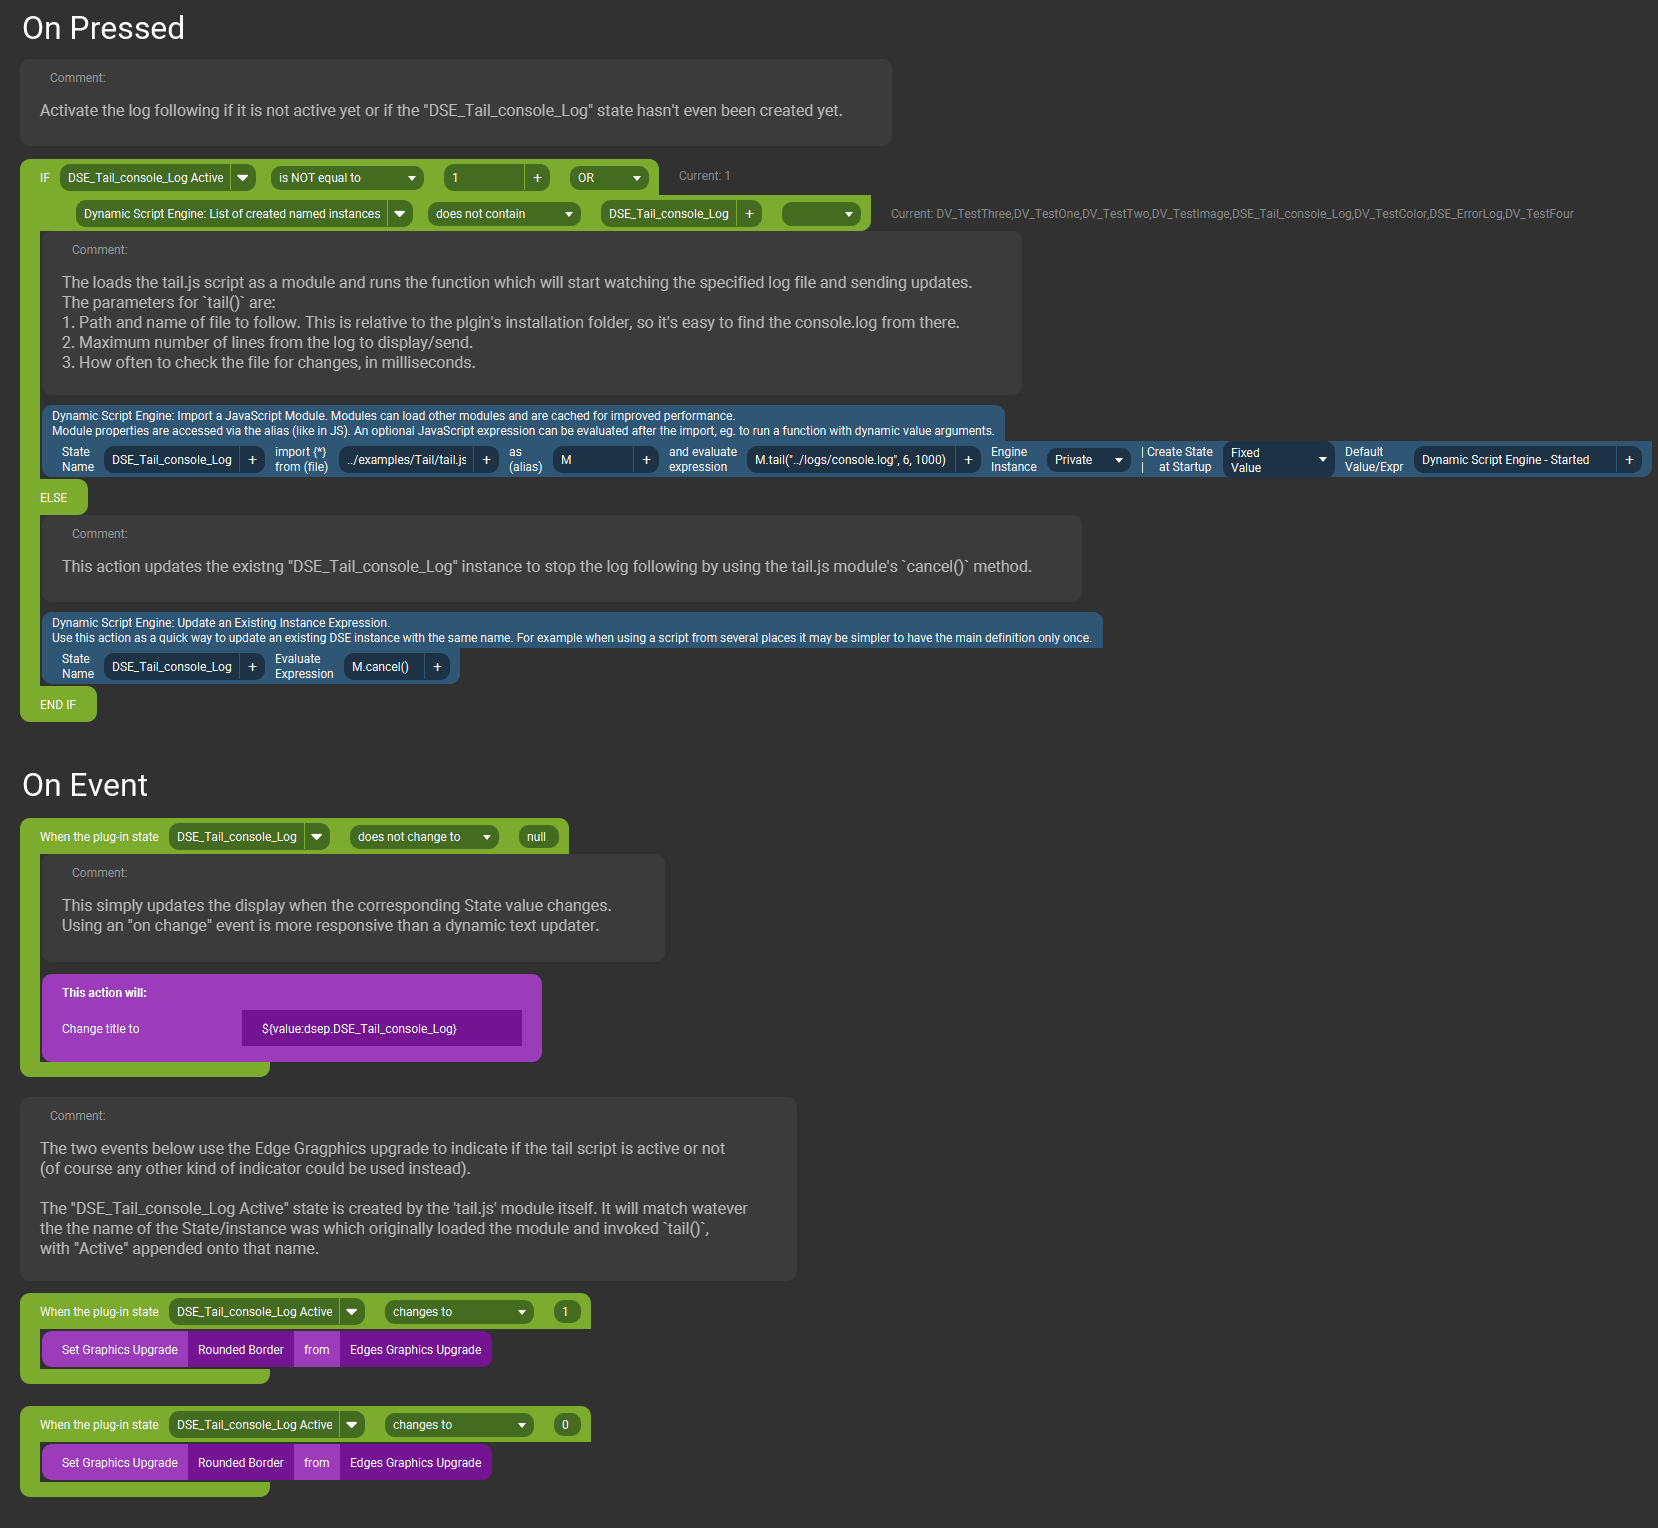 On Pressed
Comment:
Activate the log following if it is not active yet or if the "DSE_Tail_console_Log" state hasn't even been created yet.
IF DSE_Tail_console_Log Active is NOT equal to 1 + OR Current: 1
Dynamic Script Engine: List of created named instances does not contain DSE_Tail_console_Log + Current: DV_TestThree,DV_TestOne,DV_TestTwo,DV_TestImage,DSE_Tail_console_Log,DV_TestColor,DSE_ErrorLog,DV_TestFour
Comment:
The loads the tail.js script as a module and runs the function which will start watching the specified log file and sending updates.
The parameters for `tail()` are:
1. Path and name of file to follow. This is relative to the plgin's installation folder, so it's easy to find the console.log from there.
2. Maximum number of lines from the log to display/send.
3. How often to check the file for changes, in milliseconds.
Dynamic Script Engine: Import a JavaScript Module. Modules can load other modules and are cached for improved performance.
Module properties are accessed via the alias (like in JS). An optional JavaScript expression can be evaluated after the import, eg. to run a function with dynamic value arguments.
State Name DSE_Tail_console_Log + import {*} from (file) ../examples/Tail/tail.js + as (alias) M + and evaluate expression M.tail("../logs/console.log", 6, 1000) + Engine Instance Private | Create State | at Startup Fixed Value Default Value/Expr Dynamic Script Engine - Started +
ELSE
Comment:
This action updates the existng "DSE_Tail_console_Log" instance to stop the log following by using the tail.js module's `cancel()` method.
Dynamic Script Engine: Update an Existing Instance Expression.
Use this action as a quick way to update an existing DSE instance with the same name. For example when using a script from several places it may be simpler to have the main definition only once.
State Name DSE_Tail_console_Log + Evaluate Expression M.cancel() +
END IF
On Event
When the plug-in state DSE_Tail_console_Log does not change to null
Comment:
This simply updates the display when the corresponding State value changes.
Using an "on change" event is more responsive than a dynamic text updater.
This action will:
Change title to ${value:dsep.DSE_Tail_console_Log}
Comment:
The two events below use the Edge Gragphics upgrade to indicate if the tail script is active or not
(of course any other kind of indicator could be used instead).
The "DSE_Tail_console_Log Active" state is created by the 'tail.js' module itself. It will match watever
the the name of the State/instance was which originally loaded the module and invoked `tail()`,
with "Active" appended onto that name.
When the plug-in state DSE_Tail_console_Log Active changes to 1
Set Graphics Upgrade Rounded Border from Edges Graphics Upgrade
When the plug-in state DSE_Tail_console_Log Active changes to 0
Set Graphics Upgrade Rounded Border from Edges Graphics Upgrade